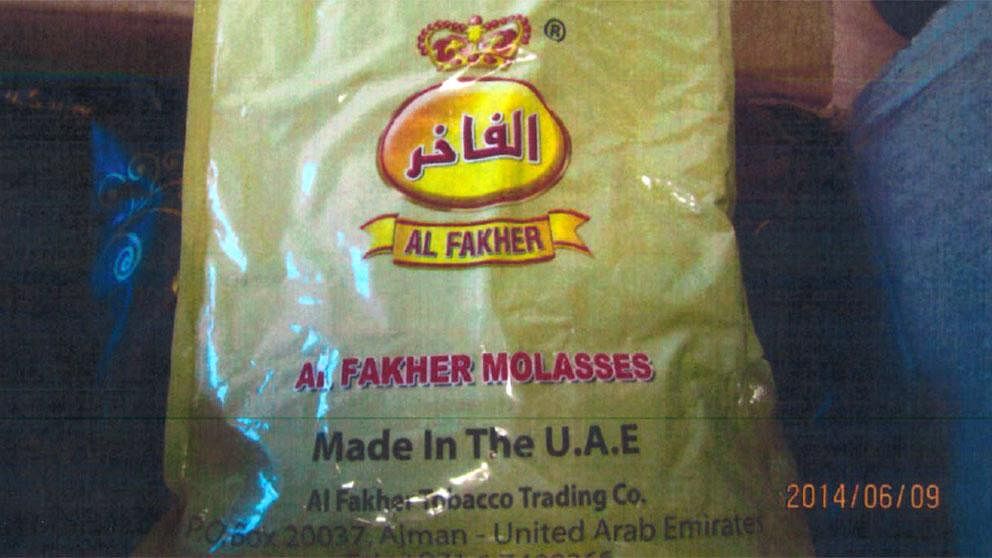 ®
الفاخر
AL FAKHER
AL FAKHER MOLASSES
Made In The U.A.E
Al Fakher Tobacco Trading Co.
P.O.Box 20037, Ajman - United Arab Emirates
2014/06/09